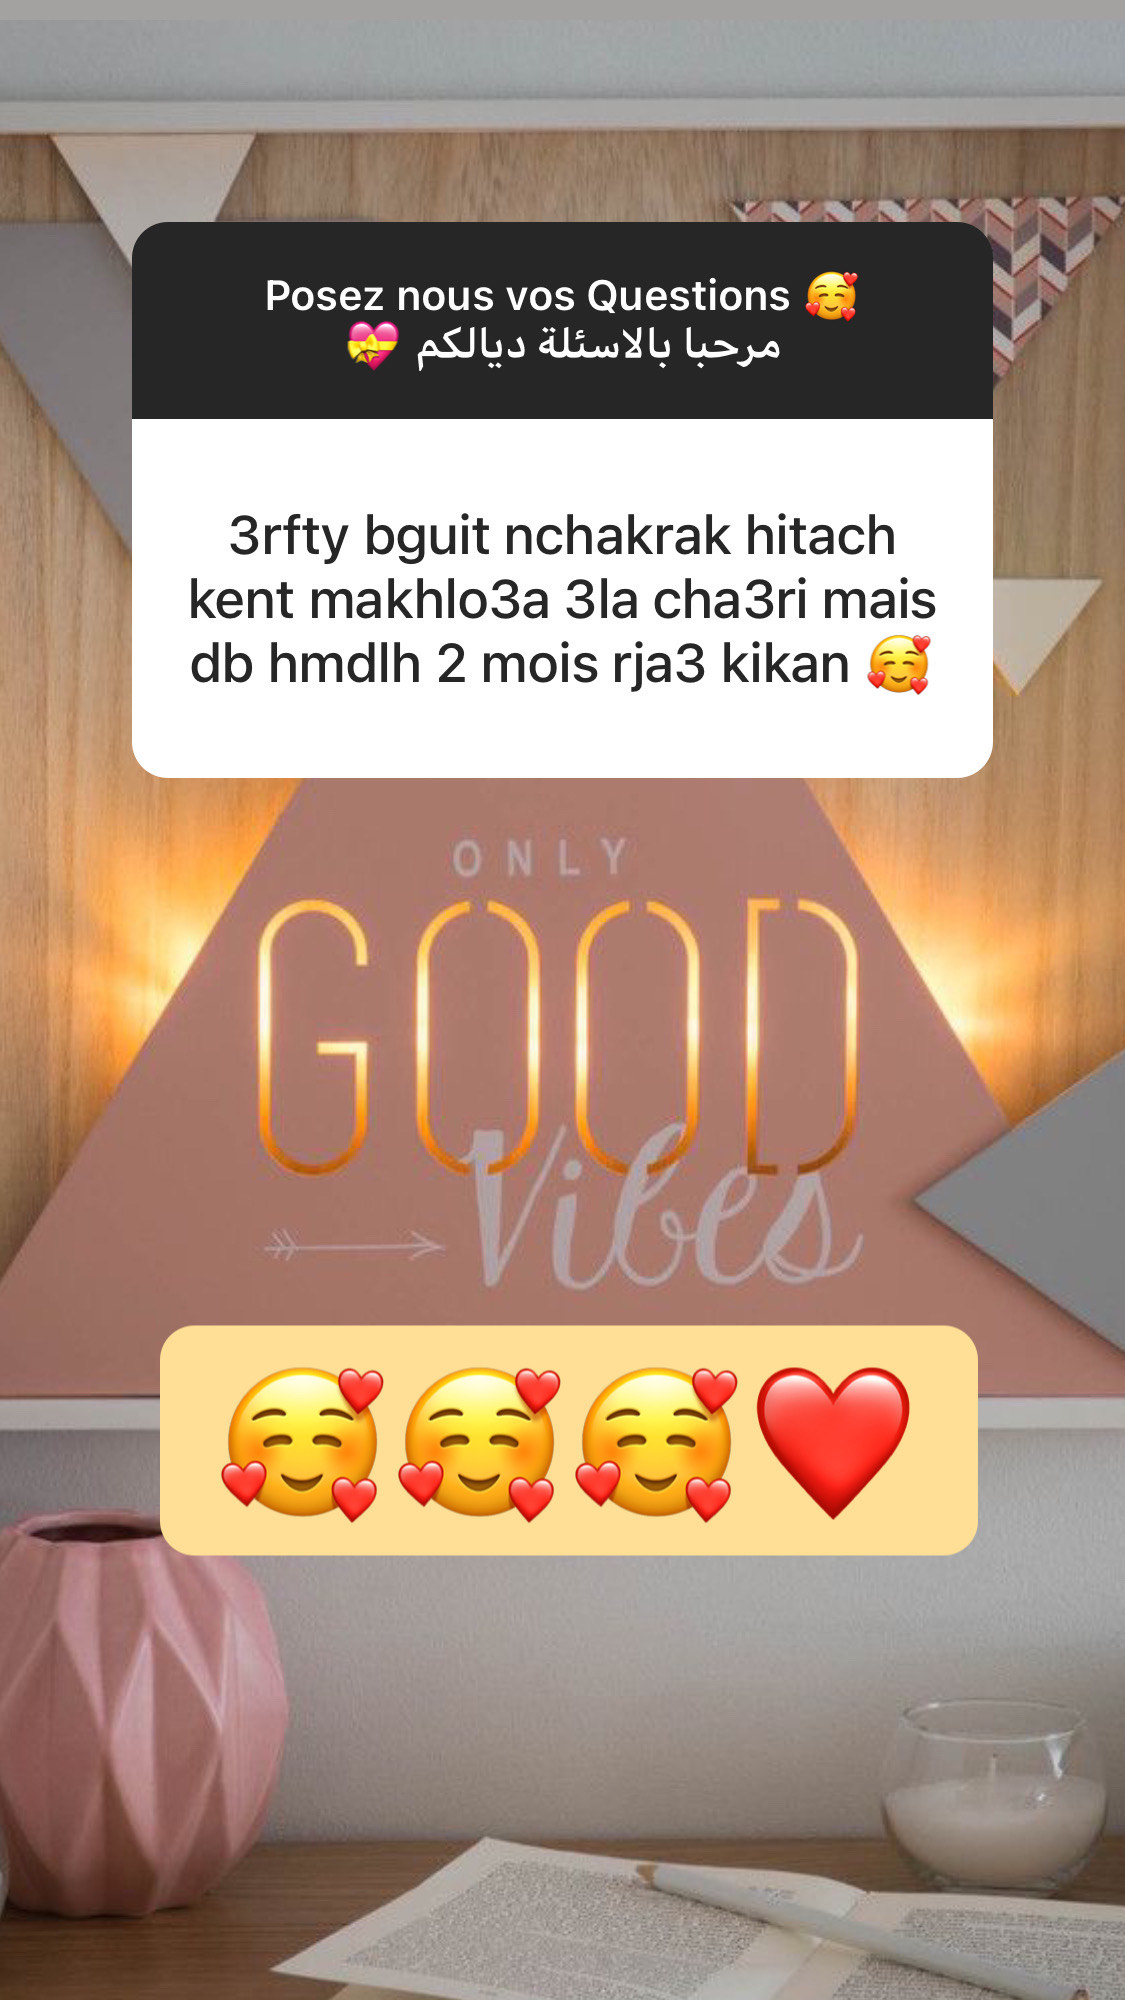 Posez nous vos Questions 🥰
مرحبا بالاسئلة ديالكم 💝
3rfty bguit nchakrak hitach
kent makhlo3a 3la cha3ri mais
db hmdlh 2 mois rja3 kikan 🥰
ONLY
GOOD
Vibes
🥰🥰🥰❤️